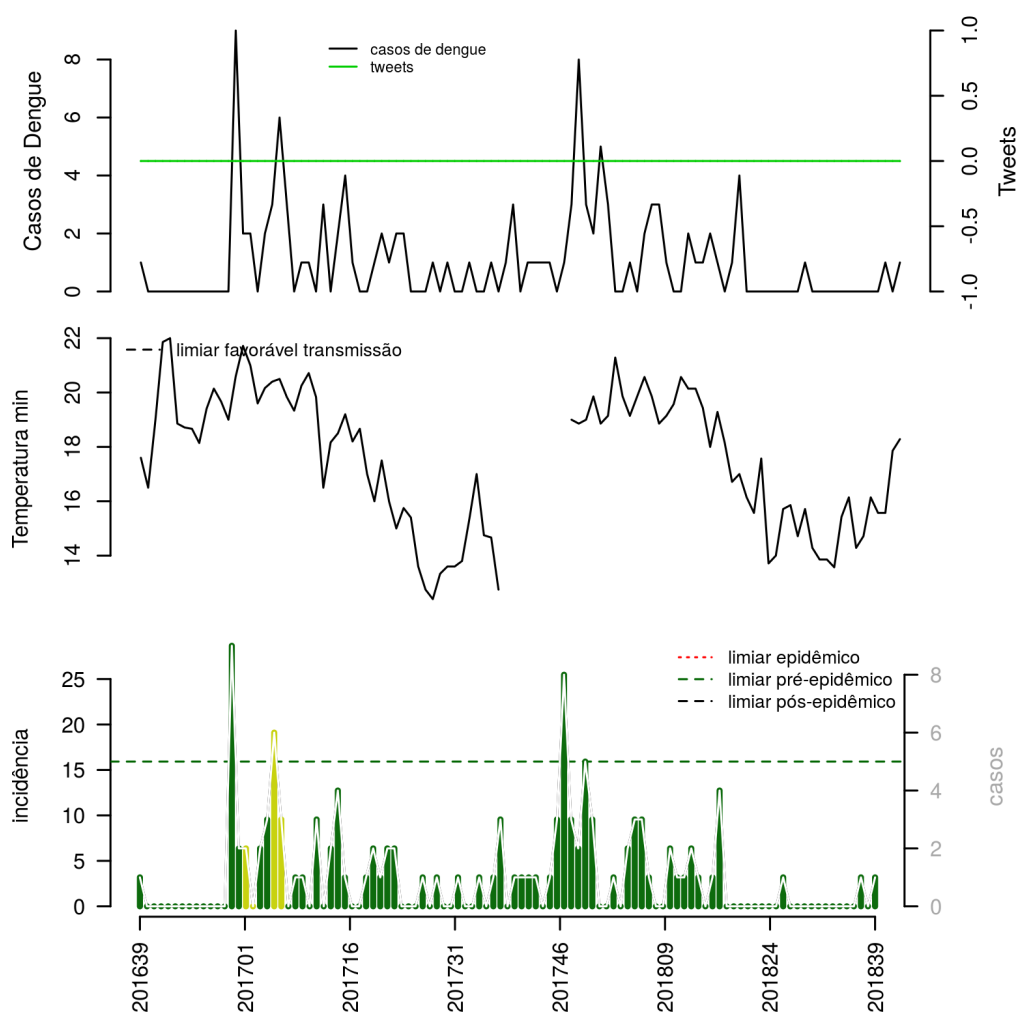 casos de dengue
tweets
Casos de Dengue
0 2 4 6 8
Tweets
-1.0 -0.5 0.0 0.5 1.0
limiar favorável transmissão
Temperatura min
14 16 18 20 22
limiar epidêmico
limiar pré-epidêmico
limiar pós-epidêmico
incidência
0 5 10 15 20 25
casos
0 2 4 6 8
201639 201701 201716 201731 201746 201809 201824 201839